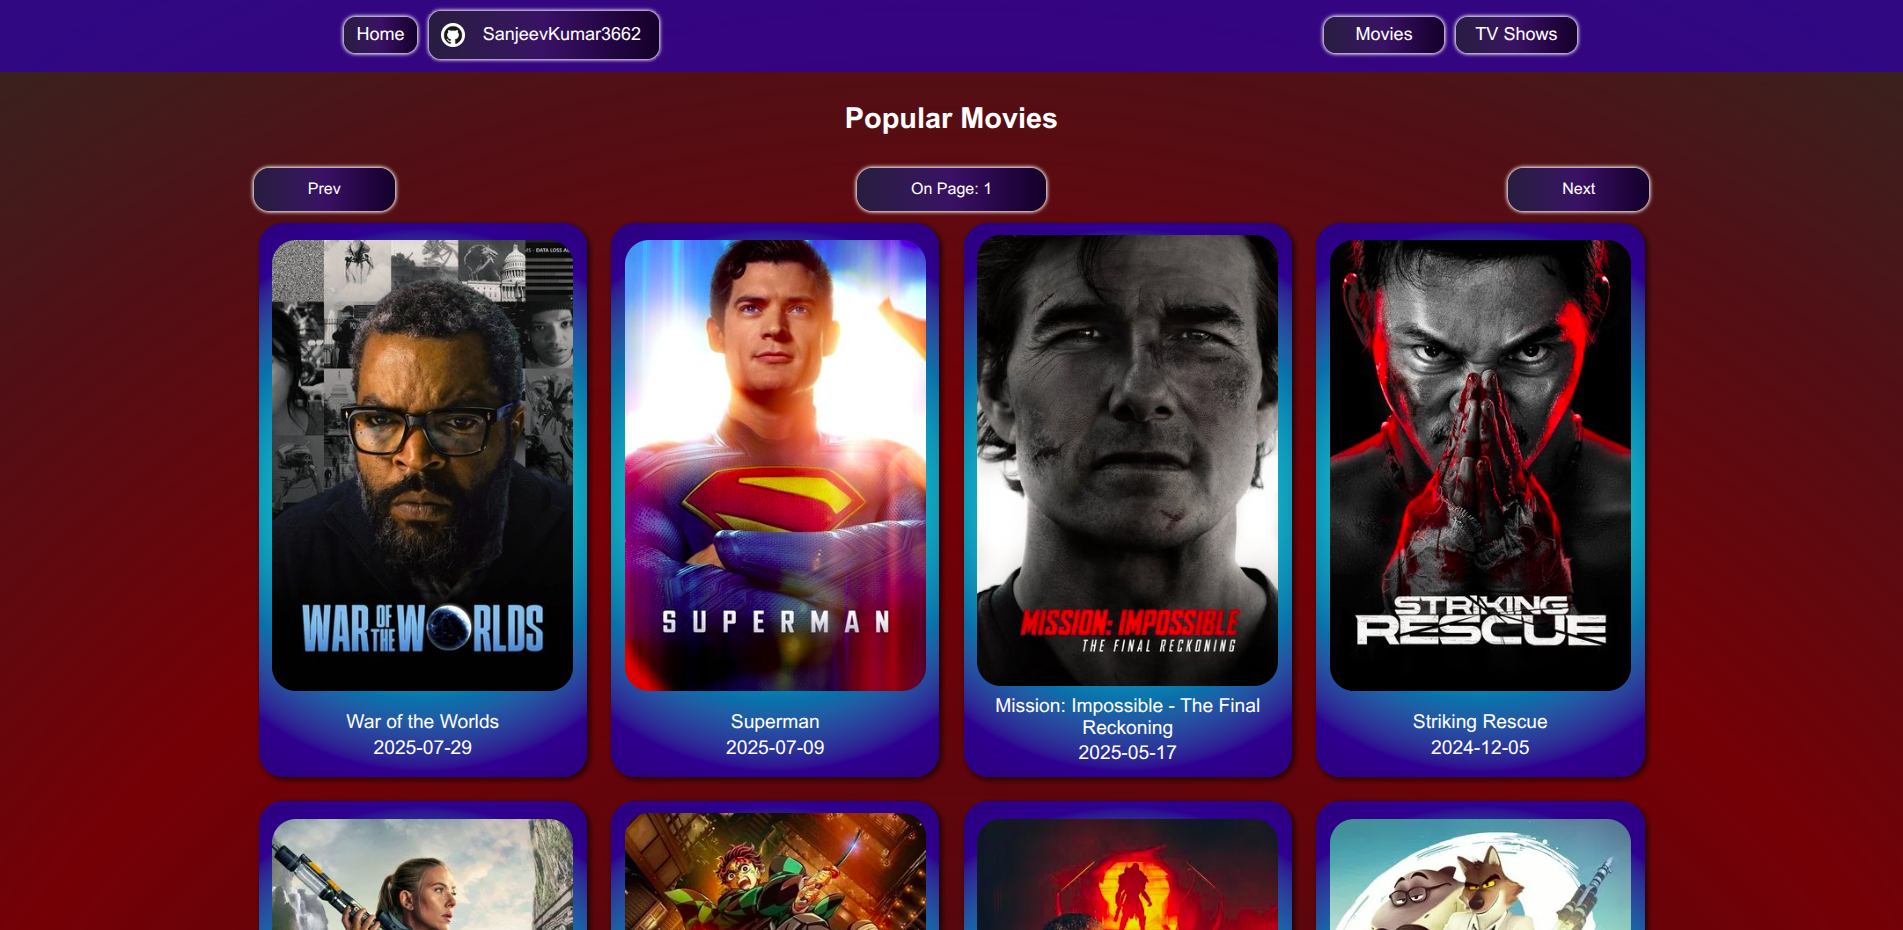 Home
SanjeevKumar3662
Movies
TV Shows
Popular Movies
Prev
On Page: 1
Next
DATA LOSS
WAR OF THE WORLDS
SUPERMAN
MISSION: IMPOSSIBLE
THE FINAL RECKONING
STRIKING
RESCUE
War of the Worlds
2025-07-29
Superman
2025-07-09
Mission: Impossible - The Final
Reckoning
2025-05-17
Striking Rescue
2024-12-05